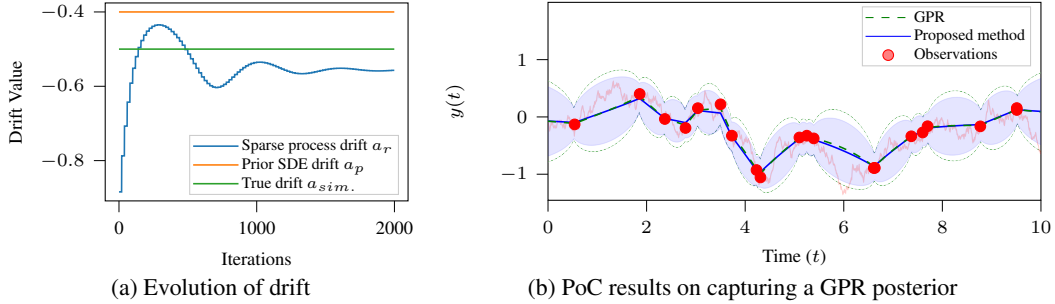 −0.4
−0.6
−0.8
Drift Value
Sparse process drift a_r
Prior SDE drift a_p
True drift a_sim.
0
1000
2000
Iterations
(a) Evolution of drift
1
0
−1
y(t)
GPR
Proposed method
Observations
0
2
4
6
8
10
Time (t)
(b) PoC results on capturing a GPR posterior